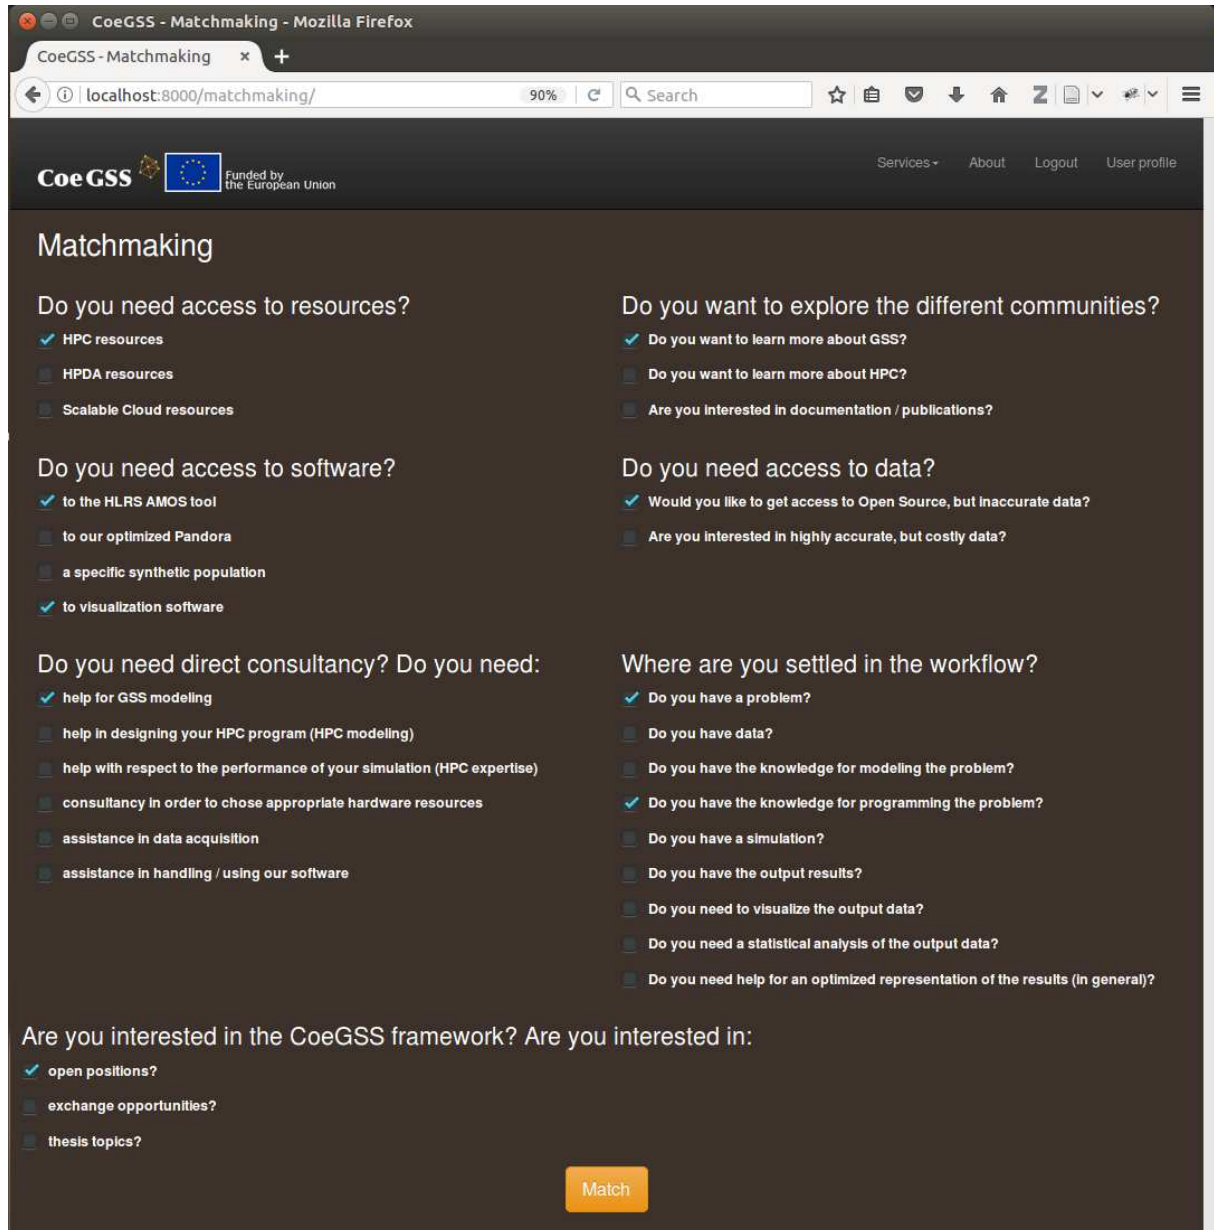 CoeGSS - Matchmaking - Mozilla Firefox
CoeGSS - Matchmaking
localhost:8000/matchmaking/
90%
Search
CoeGSS
Funded by
the European Union
Services
About
Logout
User profile
Matchmaking
Do you need access to resources?
HPC resources
HPDA resources
Scalable Cloud resources
Do you want to explore the different communities?
Do you want to learn more about GSS?
Do you want to learn more about HPC?
Are you interested in documentation / publications?
Do you need access to software?
to the HLRS AMOS tool
to our optimized Pandora
a specific synthetic population
to visualization software
Do you need access to data?
Would you like to get access to Open Source, but inaccurate data?
Are you interested in highly accurate, but costly data?
Do you need direct consultancy? Do you need:
help for GSS modeling
help in designing your HPC program (HPC modeling)
help with respect to the performance of your simulation (HPC expertise)
consultancy in order to chose appropriate hardware resources
assistance in data acquisition
assistance in handling / using our software
Where are you settled in the workflow?
Do you have a problem?
Do you have data?
Do you have the knowledge for modeling the problem?
Do you have the knowledge for programming the problem?
Do you have a simulation?
Do you have the output results?
Do you need to visualize the output data?
Do you need a statistical analysis of the output data?
Do you need help for an optimized representation of the results (in general)?
Are you interested in the CoeGSS framework? Are you interested in:
open positions?
exchange opportunities?
thesis topics?
Match